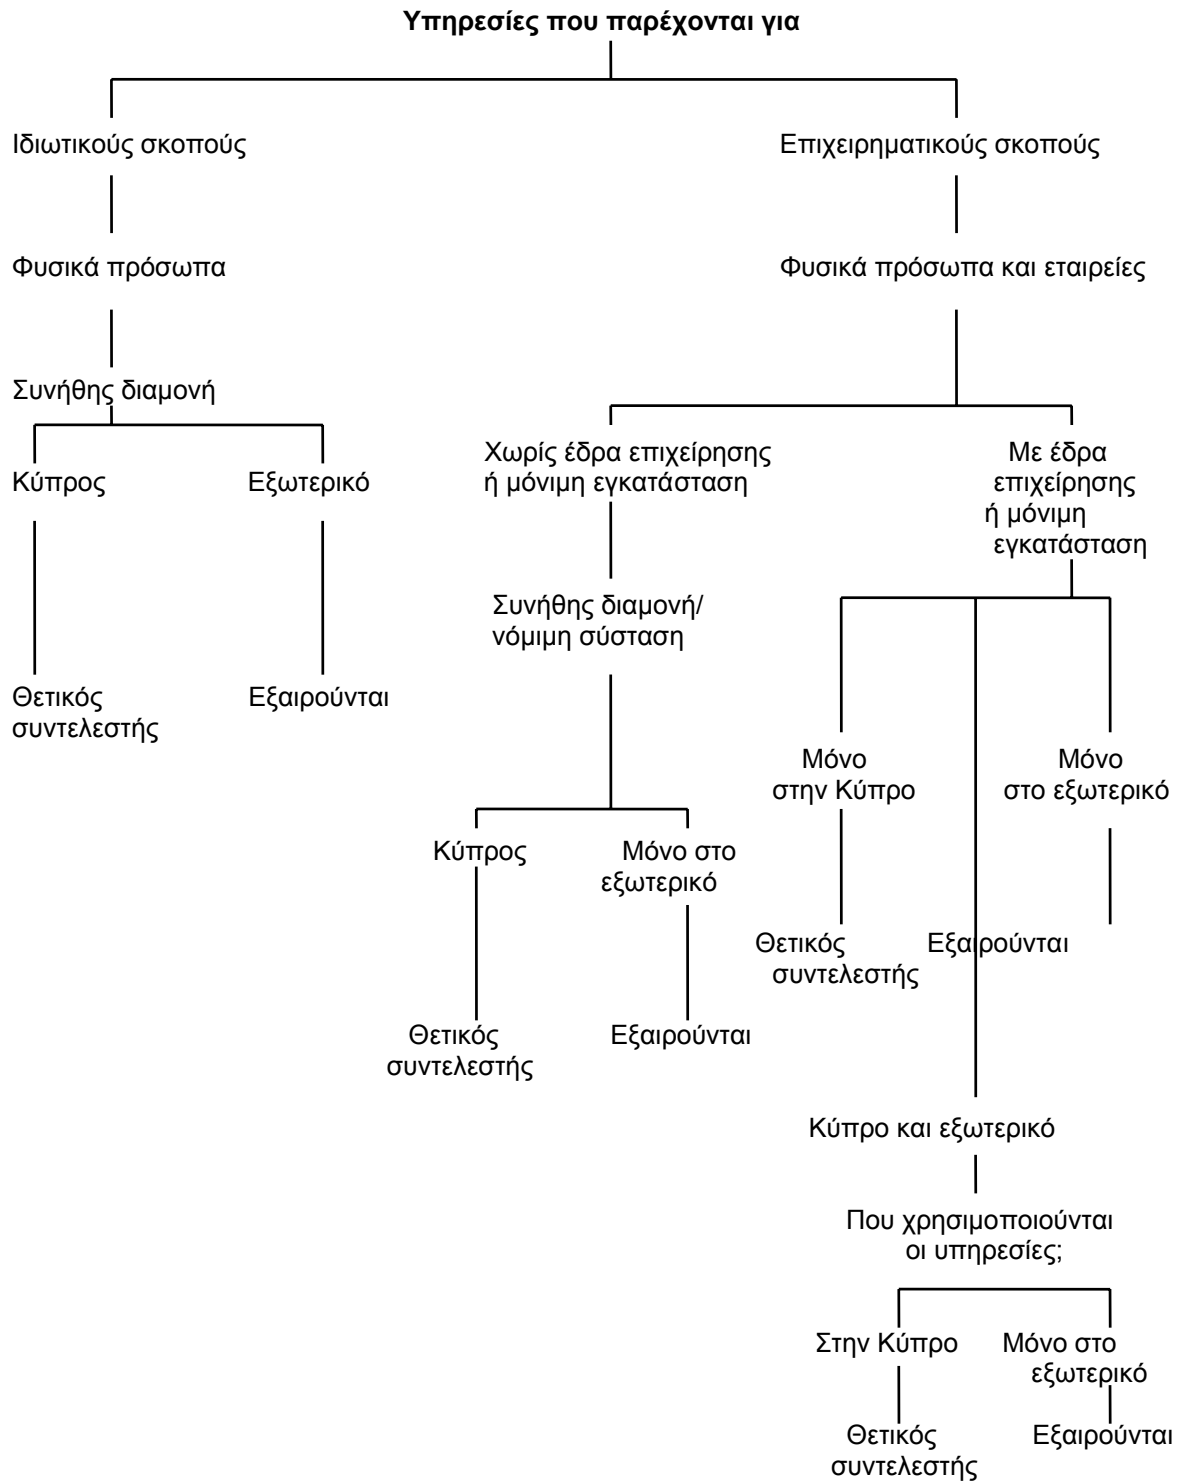 Υπηρεσίες που παρέχονται για
Ιδιωτικούς σκοπούς
Επιχειρηματικούς σκοπούς
Φυσικά πρόσωπα
Φυσικά πρόσωπα και εταιρείες
Συνήθης διαμονή
Κύπρος
Εξωτερικό
Χωρίς έδρα επιχείρησης
ή μόνιμη εγκατάσταση
Με έδρα
επιχείρησης
ή μόνιμη
εγκατάσταση
Συνήθης διαμονή/
νόμιμη σύσταση
Θετικός
συντελεστής
Εξαιρούνται
Μόνο
στην Κύπρο
Μόνο
στο εξωτερικό
Κύπρος
Μόνο στο
εξωτερικό
Θετικός
συντελεστής
Εξαιρούνται
Θετικός
συντελεστής
Εξαιρούνται
Κύπρο και εξωτερικό
Που χρησιμοποιούνται
οι υπηρεσίες;
Στην Κύπρο
Μόνο στο
εξωτερικό
Θετικός
συντελεστής
Εξαιρούνται